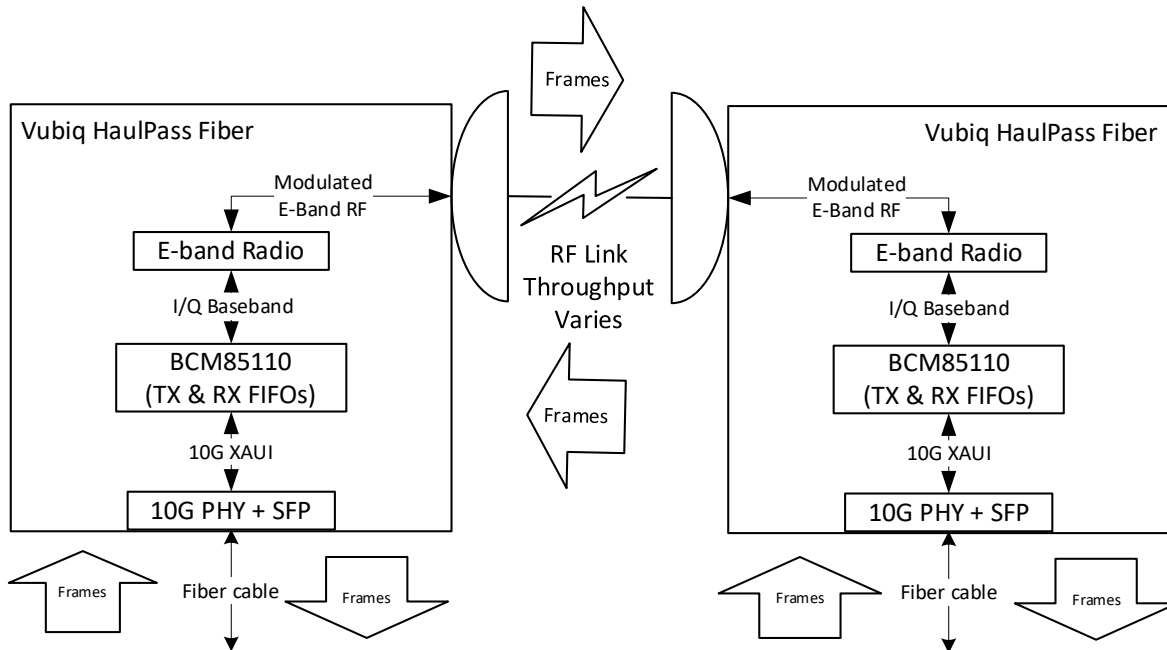 Frames
Vubiq HaulPass Fiber
Modulated
E-Band RF
E-band Radio
I/Q Baseband
BCM85110
(TX & RX FIFOs)
10G XAUI
10G PHY + SFP
Frames
Fiber cable
Frames
RF Link
Throughput
Varies
Frames
Vubiq HaulPass Fiber
Modulated
E-Band RF
E-band Radio
I/Q Baseband
BCM85110
(TX & RX FIFOs)
10G XAUI
10G PHY + SFP
Frames
Fiber cable
Frames